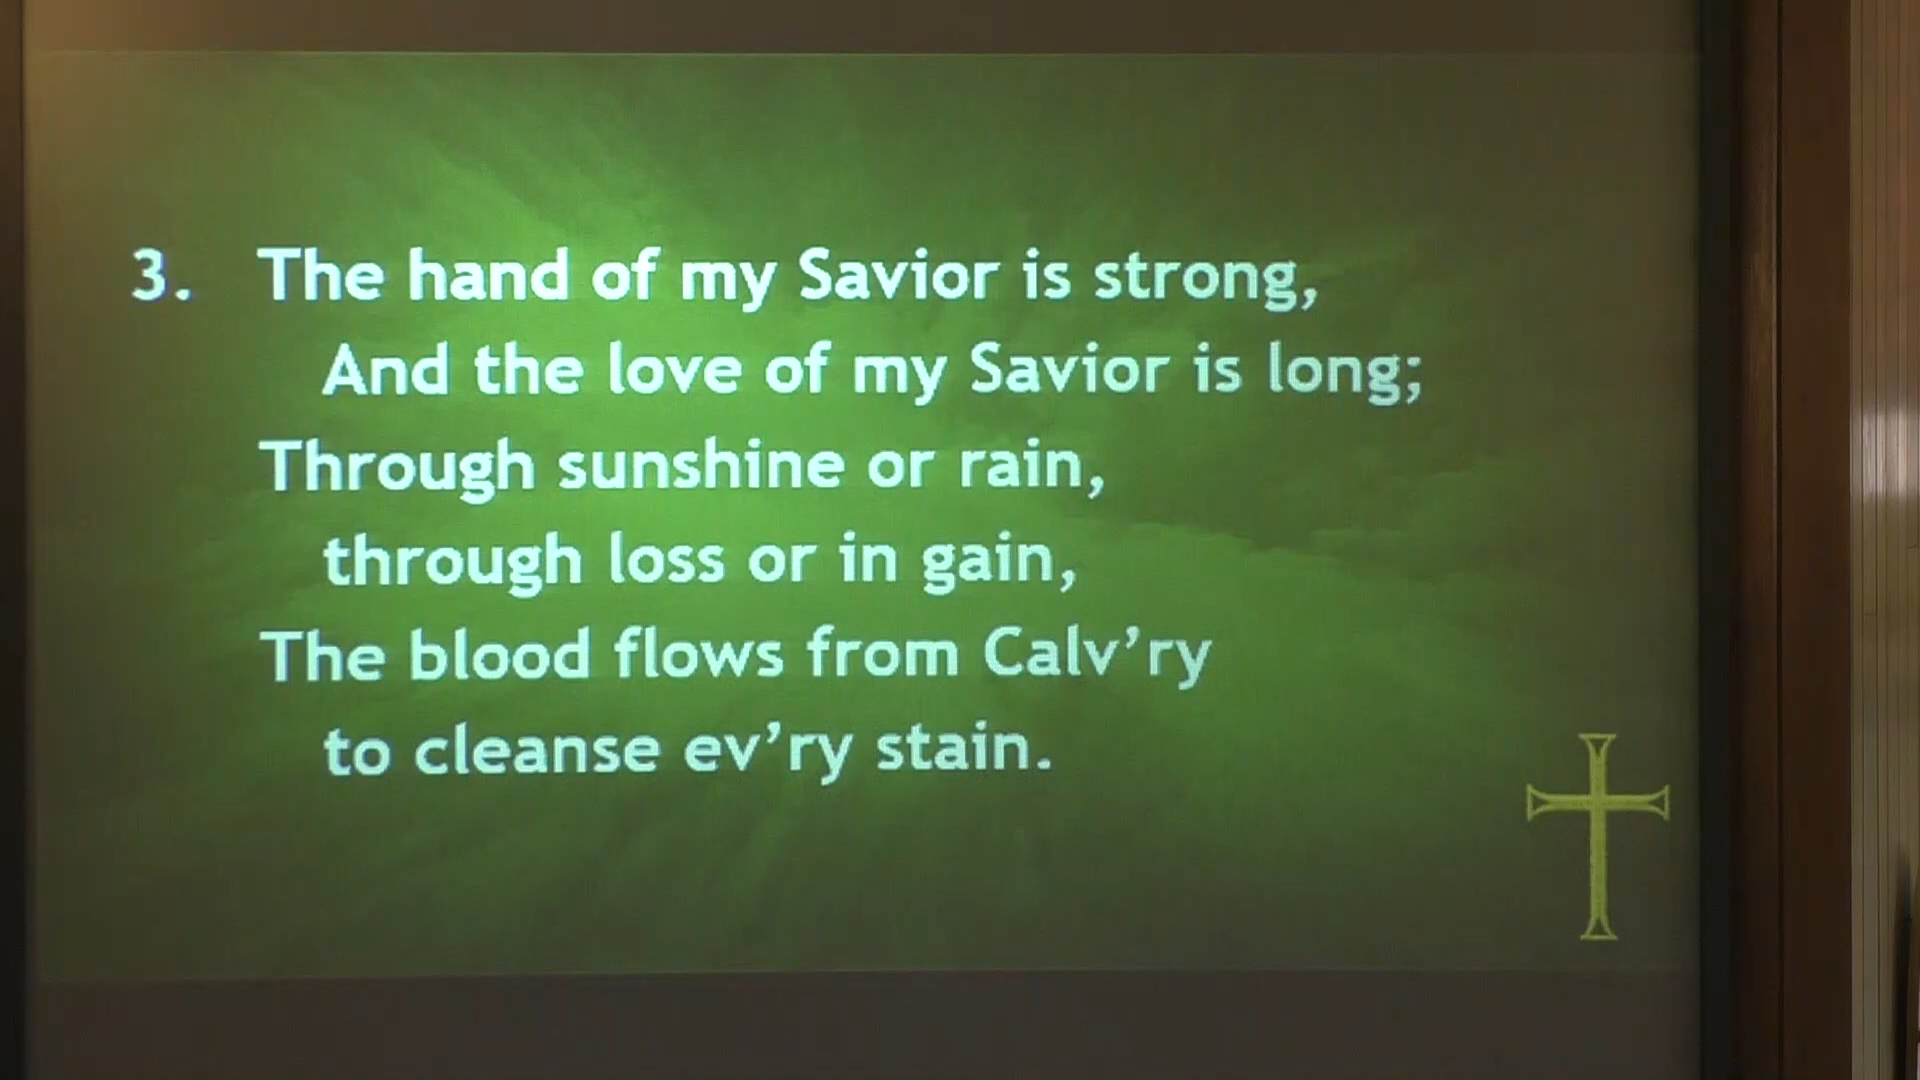 3. The hand of my Savior is strong,
And the love of my Savior is long;
Through sunshine or rain,
through loss or in gain,
The blood flows from Calv’ry
to cleanse ev’ry stain.